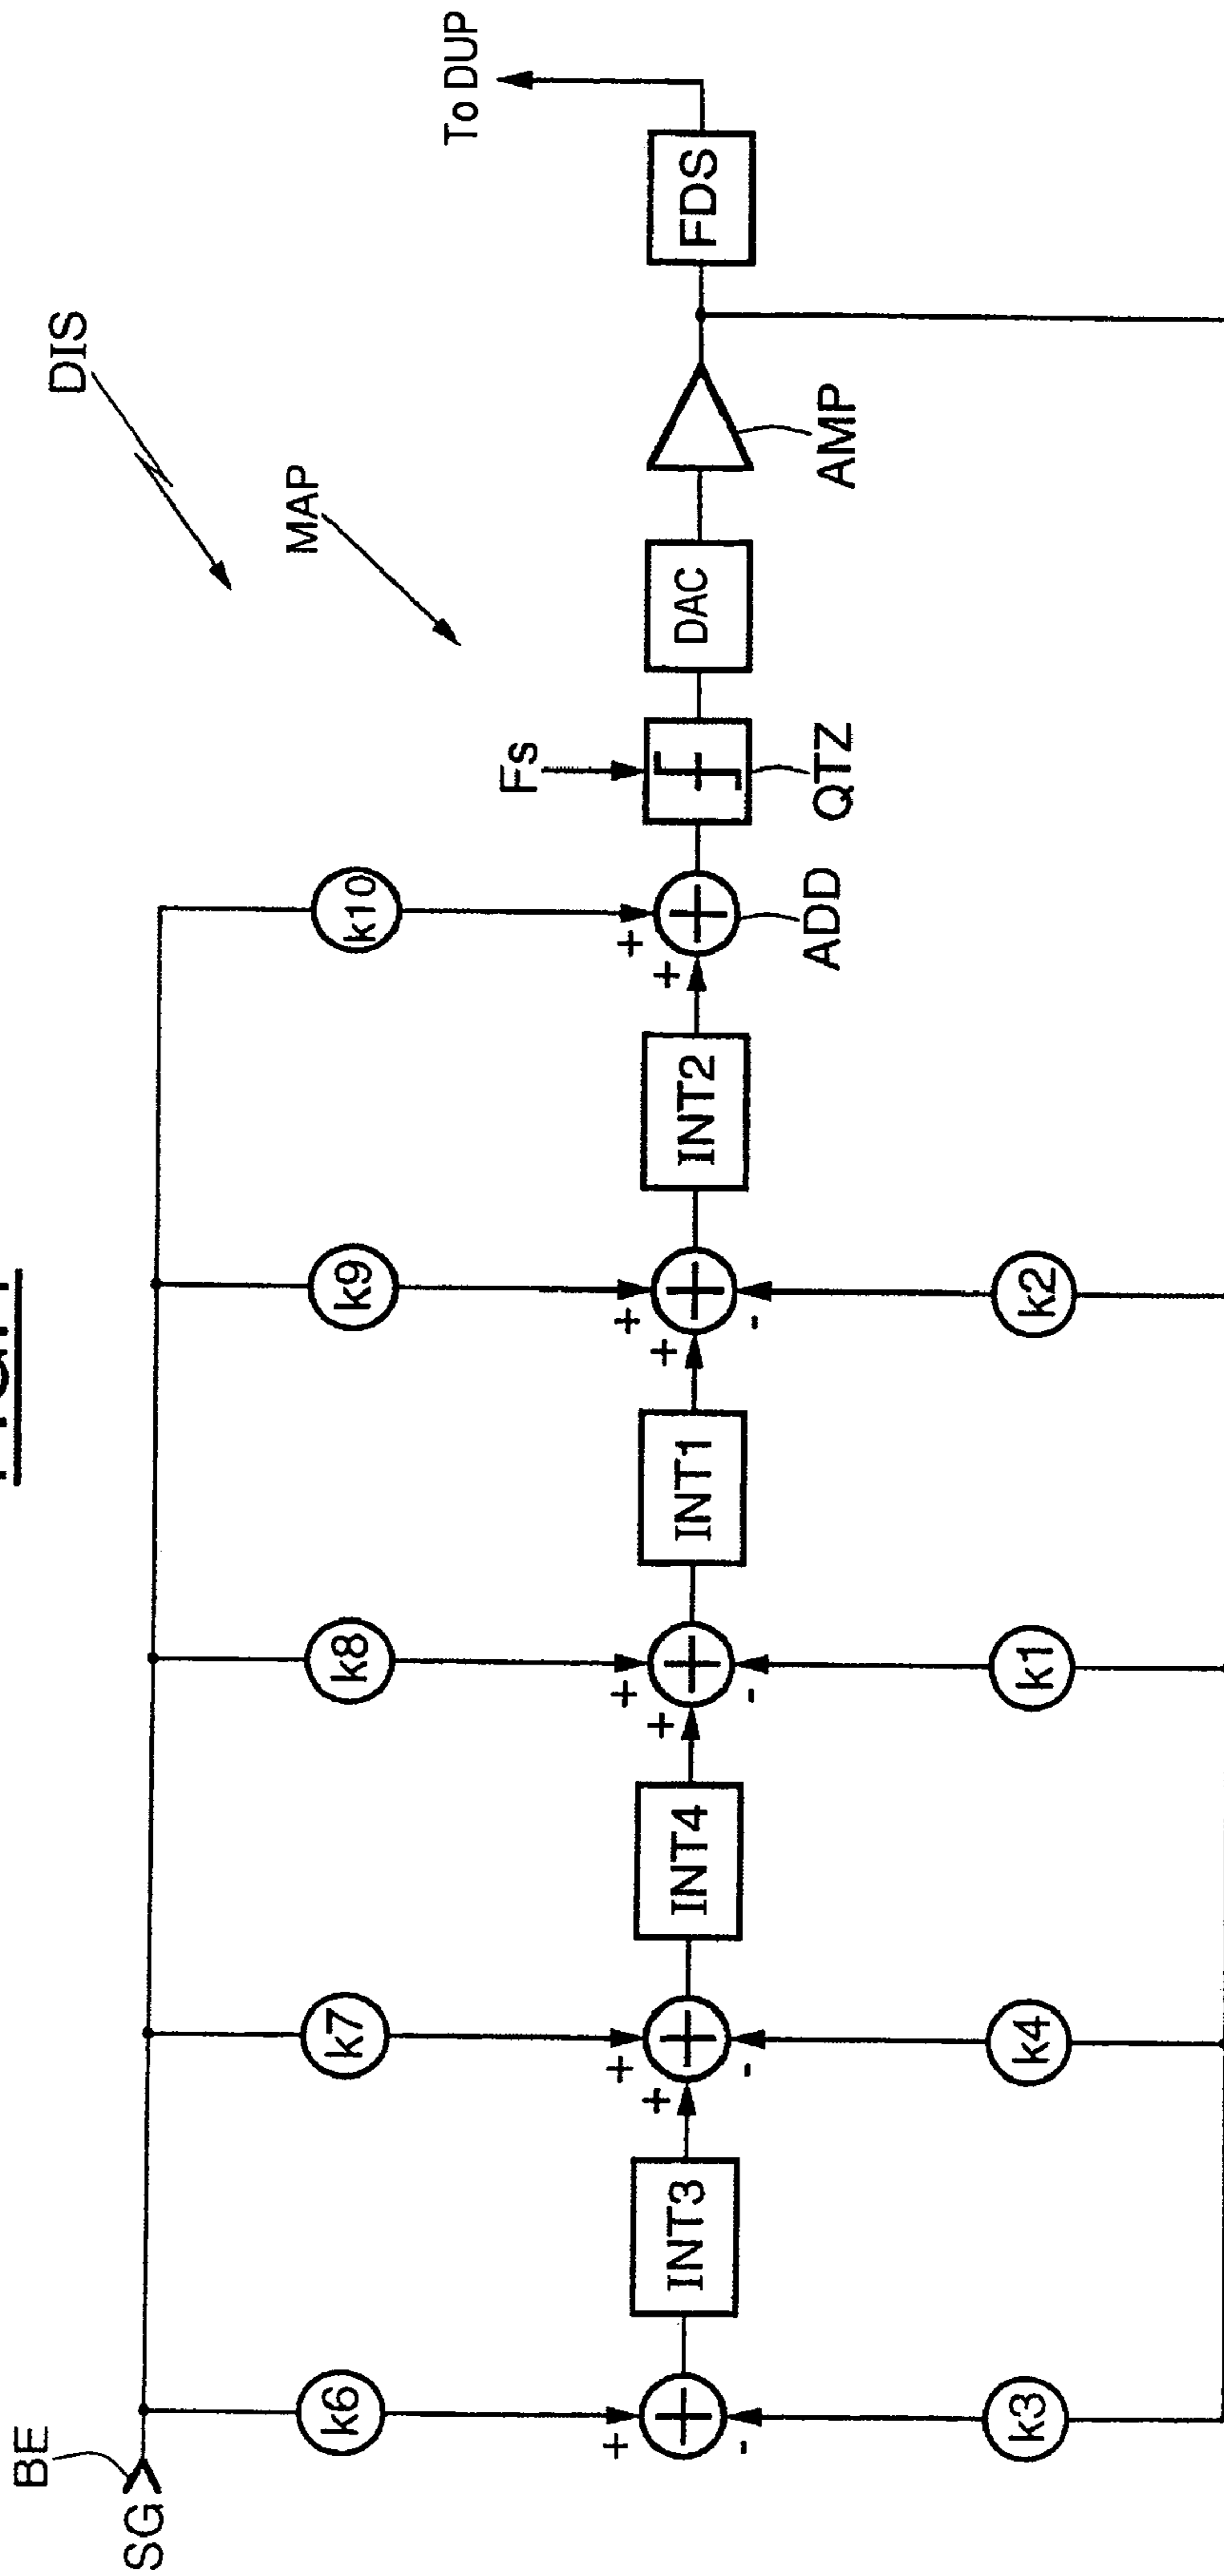 BE
DIS
SG
MAP
k6
k7
k8
k9
k10
To DUP
Fs
+
+
+
+
+
+
+
+
+
INT3
INT4
INT1
INT2
DAC
FDS
-
-
-
-
ADD
QTZ
AMP
k3
k4
k1
k2